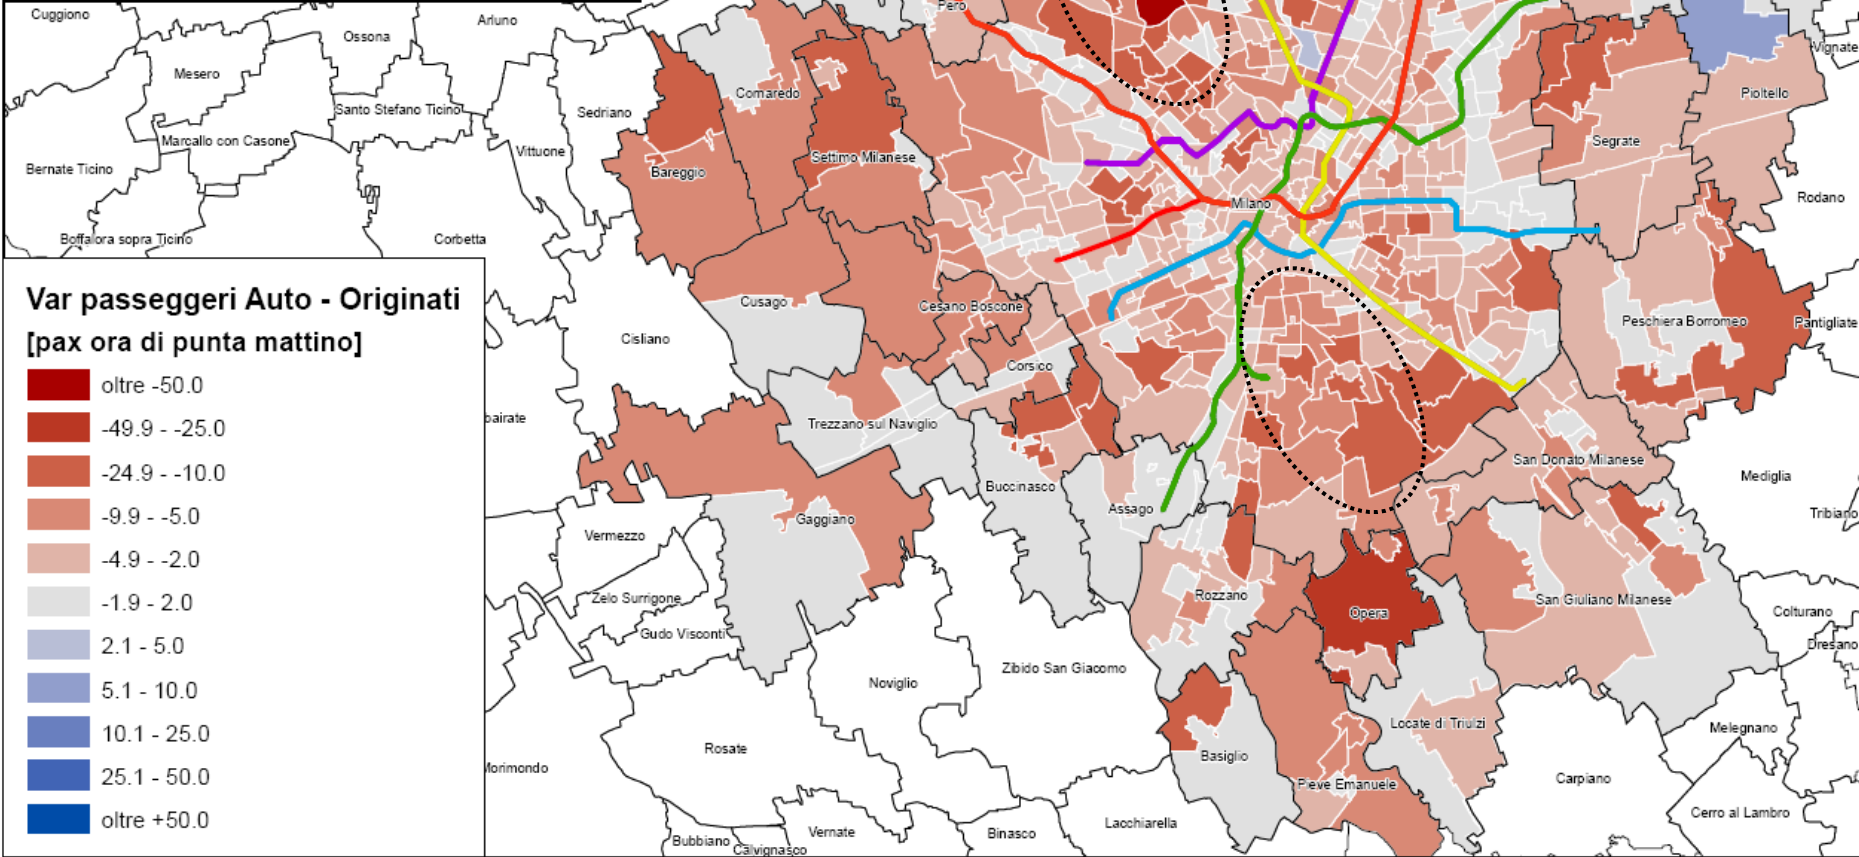 Cuggiono
Arluno
Pero
Ossona
Vignate
Mesero
Cornaredo
Pioltello
Santo Stefano Ticino
Sedriano
Marcallo con Casone
Segrate
Vittuone
Settimo Milanese
Bernate Ticino
Bareggio
Rodano
Milano
Boffalora sopra Ticino
Corbetta
Var passeggeri Auto - Originati
[pax ora di punta mattino]
oltre -50.0
-49.9 - -25.0
-24.9 - -10.0
-9.9 - -5.0
-4.9 - -2.0
-1.9 - 2.0
2.1 - 5.0
5.1 - 10.0
10.1 - 25.0
25.1 - 50.0
oltre +50.0
Cusago
Cesano Boscone
Peschiera Borromeo
Pantigliate
Cisliano
Corsico
bairate
Trezzano sul Naviglio
San Donato Milanese
Mediglia
Buccinasco
Assago
Tribiano
Gaggiano
Vermezzo
Zelo Surrigone
Rozzano
San Giuliano Milanese
Opera
Colturano
Gudo Visconti
Dresano
Zibido San Giacomo
Noviglio
Locate di Triulzi
Melegnano
Rosate
Basiglio
Morimondo
Carpiano
Pieve Emanuele
Cerro al Lambro
Lacchiarella
Vernate
Binasco
Bubbiano
Calvignasco